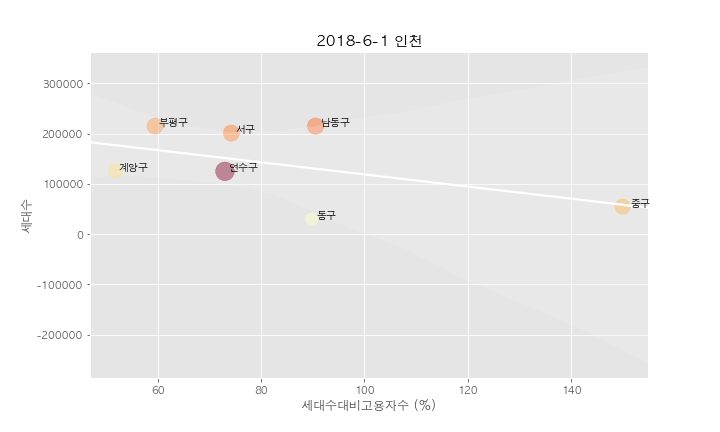 2018-6-1 인천
300000
200000
100000
0
-100000
-200000
세대수
부평구
서구
남동구
계양구
연수구
동구
중구
60
80
100
120
140
세대수대비고용자수 (%)